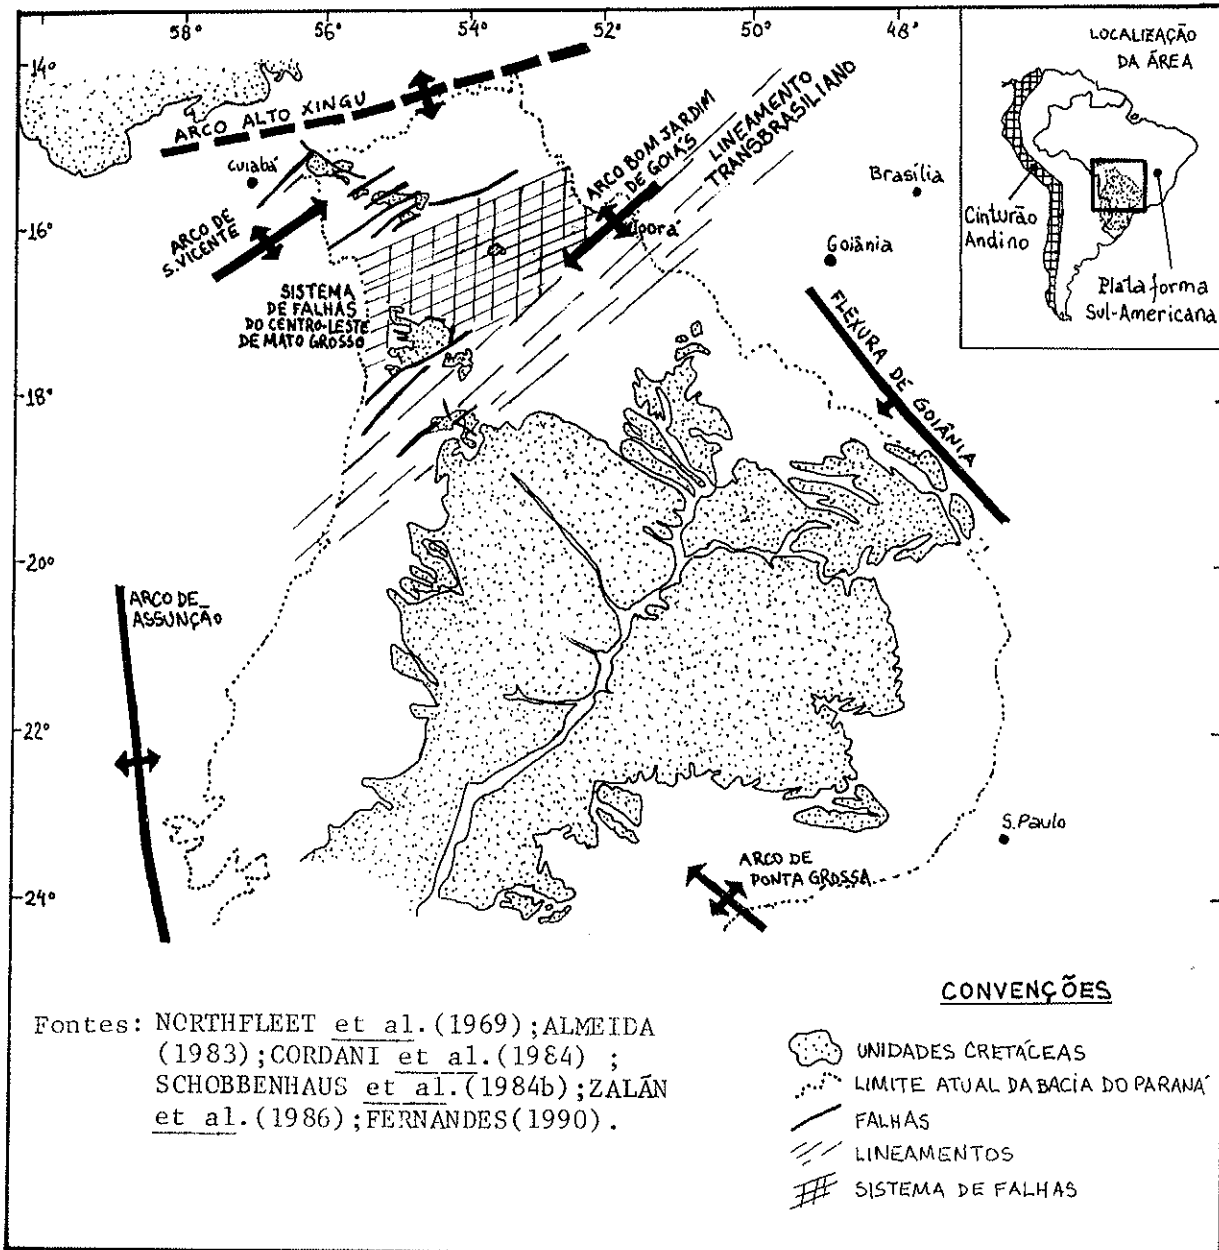 58°
56°
54°
52°
50°
48°
14°
16°
18°
20°
22°
24°
ARCO ALTO XINGU
Cuiabá
ARCO DE
S.VICENTE
SISTEMA
DE FALHAS
DO CENTRO-LESTE
DE MATO GROSSO
ARCO BOM JARDIM
DE GOIÁS
LINEAMENTO
TRANSBRASILIANO
Iporá
Brasília
Goiânia
FLEXURA DE GOIÂNIA
ARCO DE
ASSUNÇÃO
S.Paulo
ARCO DE
PONTA GROSSA
LOCALIZAÇÃO
DA ÁREA
Cinturão
Andino
Plataforma
Sul-Americana
Fontes: NORTHFLEET et al.(1969);ALMEIDA
(1983);CORDANI et al.(1984) ;
SCHOBBENHAUS et al.(1984b);ZALÁN
et al.(1986);FERNANDES(1990).
CONVENÇÕES
UNIDADES CRETÁCEAS
LIMITE ATUAL DA BACIA DO PARANÁ
FALHAS
LINEAMENTOS
SISTEMA DE FALHAS